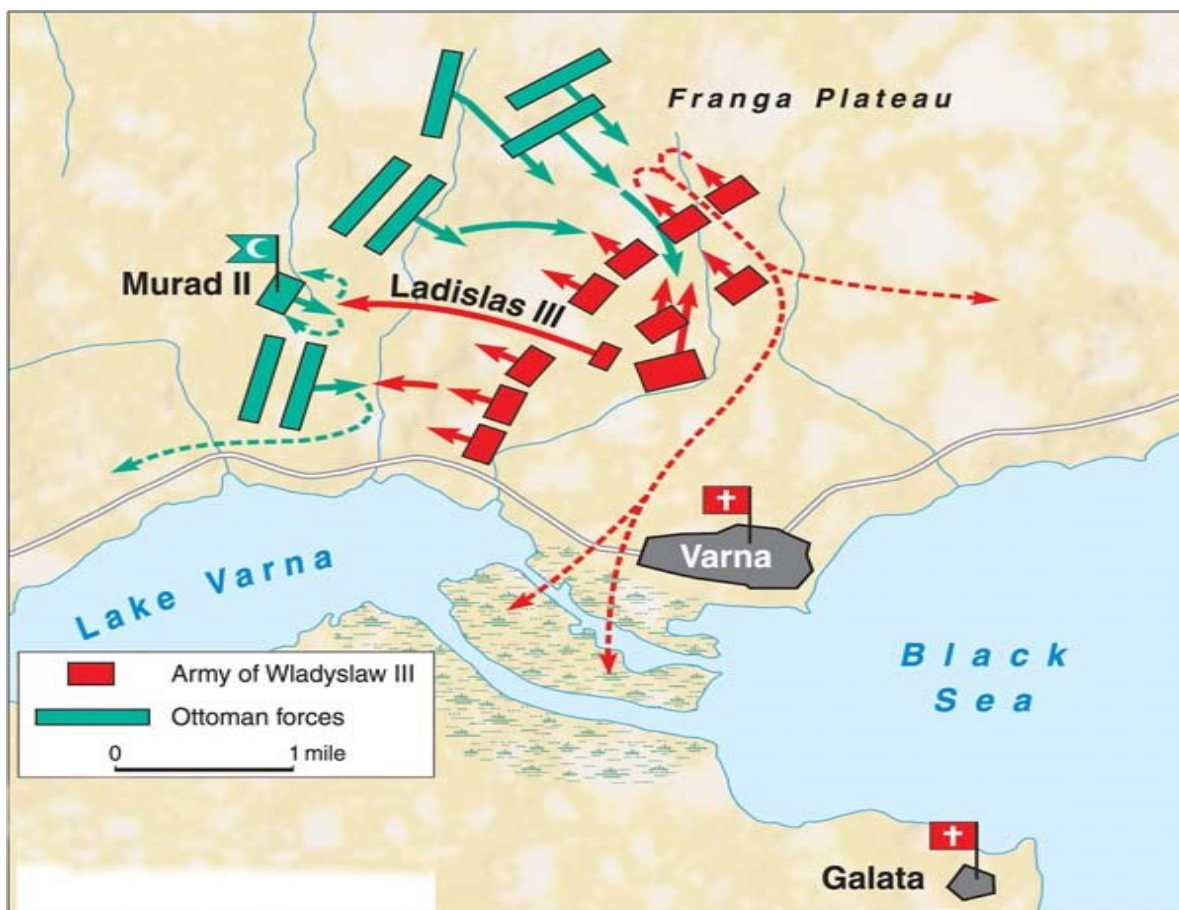 Franga Plateau
Murad II
Ladislas III
Varna
Lake Varna
Black
Sea
Army of Wladyslaw III
Ottoman forces
0 1 mile
Galata